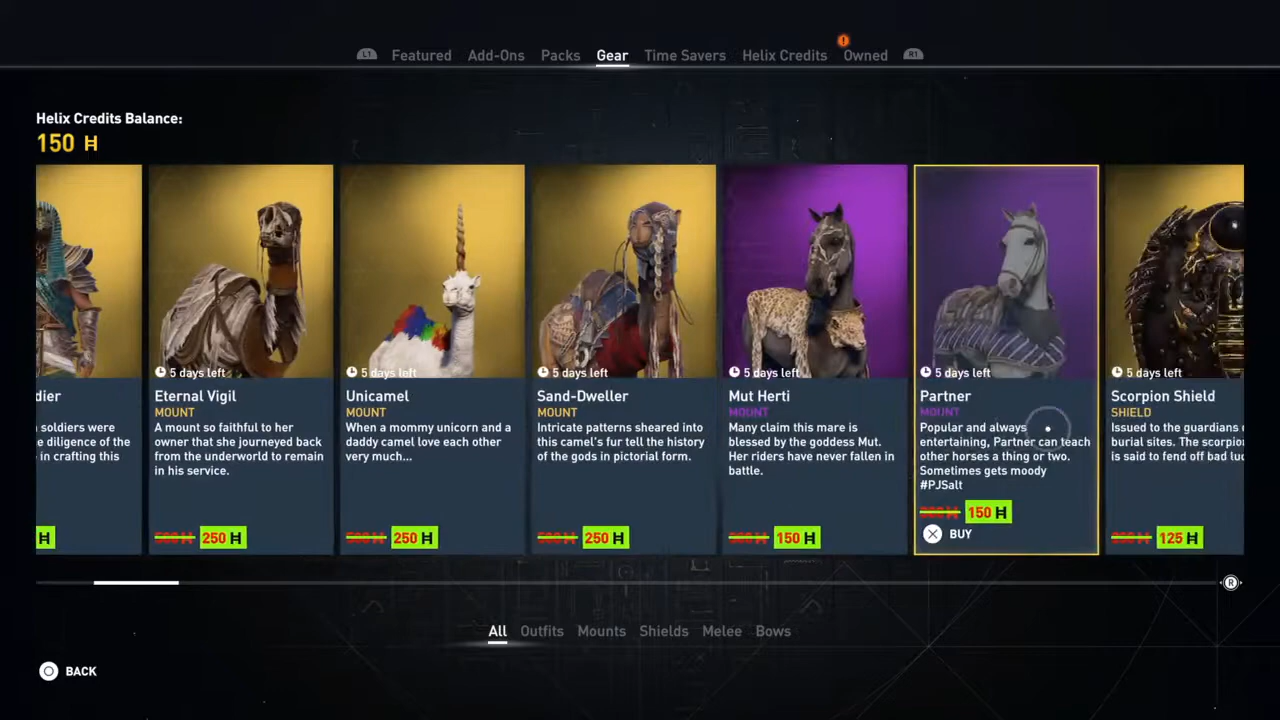 L1 Featured Add-Ons Packs Gear Time Savers Helix Credits ! Owned R1
Helix Credits Balance:
150 H
dier
soldiers were
e diligence of the
in crafting this
H
5 days left
Eternal Vigil
MOUNT
A mount so faithful to her
owner that she journeyed back
from the underworld to remain
in his service.
250 H
5 days left
Unicamel
MOUNT
When a mommy unicorn and a
daddy camel love each other
very much...
250 H
5 days left
Sand-Dweller
MOUNT
Intricate patterns sheared into
this camel's fur tell the history
of the gods in pictorial form.
250 H
5 days left
Mut Herti
MOUNT
Many claim this mare is
blessed by the goddess Mut.
Her riders have never fallen in
battle.
150 H
5 days left
Partner
MOUNT
Popular and always
entertaining, Partner can teach
other horses a thing or two.
Sometimes gets moody
#PJSalt
150 H
BUY
5 days left
Scorpion Shield
SHIELD
Issued to the guardians
burial sites. The scorpio
is said to fend off bad lu
125 H
R
All Outfits Mounts Shields Melee Bows
BACK